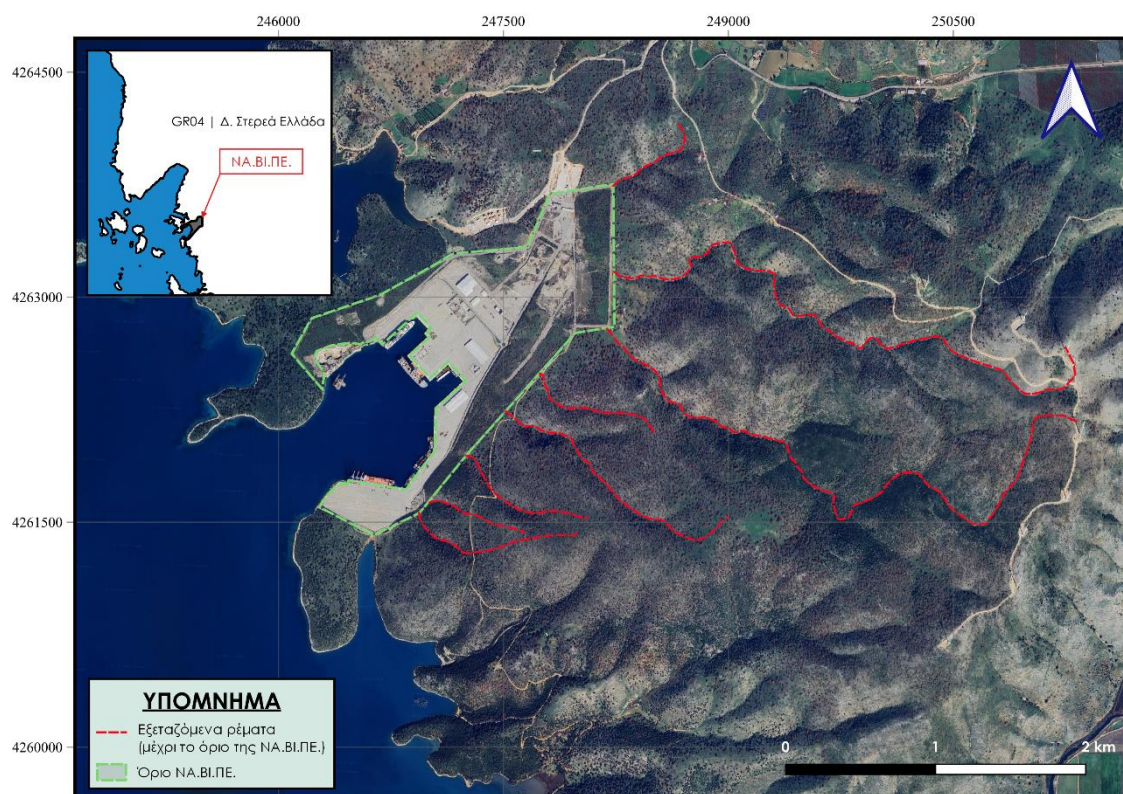 246000 247500 249000 250500
4264500
4263000
4261500
4260000
GR04 | Δ. Στερεά Ελλάδα
ΝΑ.ΒΙ.ΠΕ.
ΥΠΟΜΝΗΜΑ
Εξεταζόμενα ρέματα
(μέχρι το όριο της ΝΑ.ΒΙ.ΠΕ.)
Όριο ΝΑ.ΒΙ.ΠΕ.
0 1 2 km